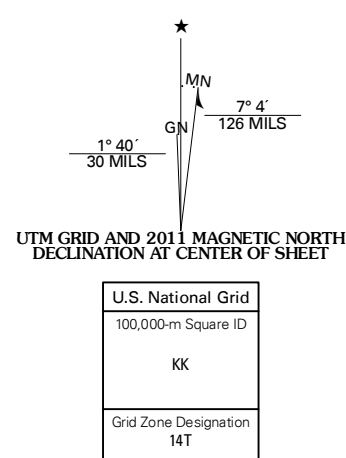 ★
MN
GN
7° 4´
126 MILS
1° 40´
30 MILS
UTM GRID AND 2011 MAGNETIC NORTH
DECLINATION AT CENTER OF SHEET
U.S. National Grid
100,000-m Square ID
KK
Grid Zone Designation
14T